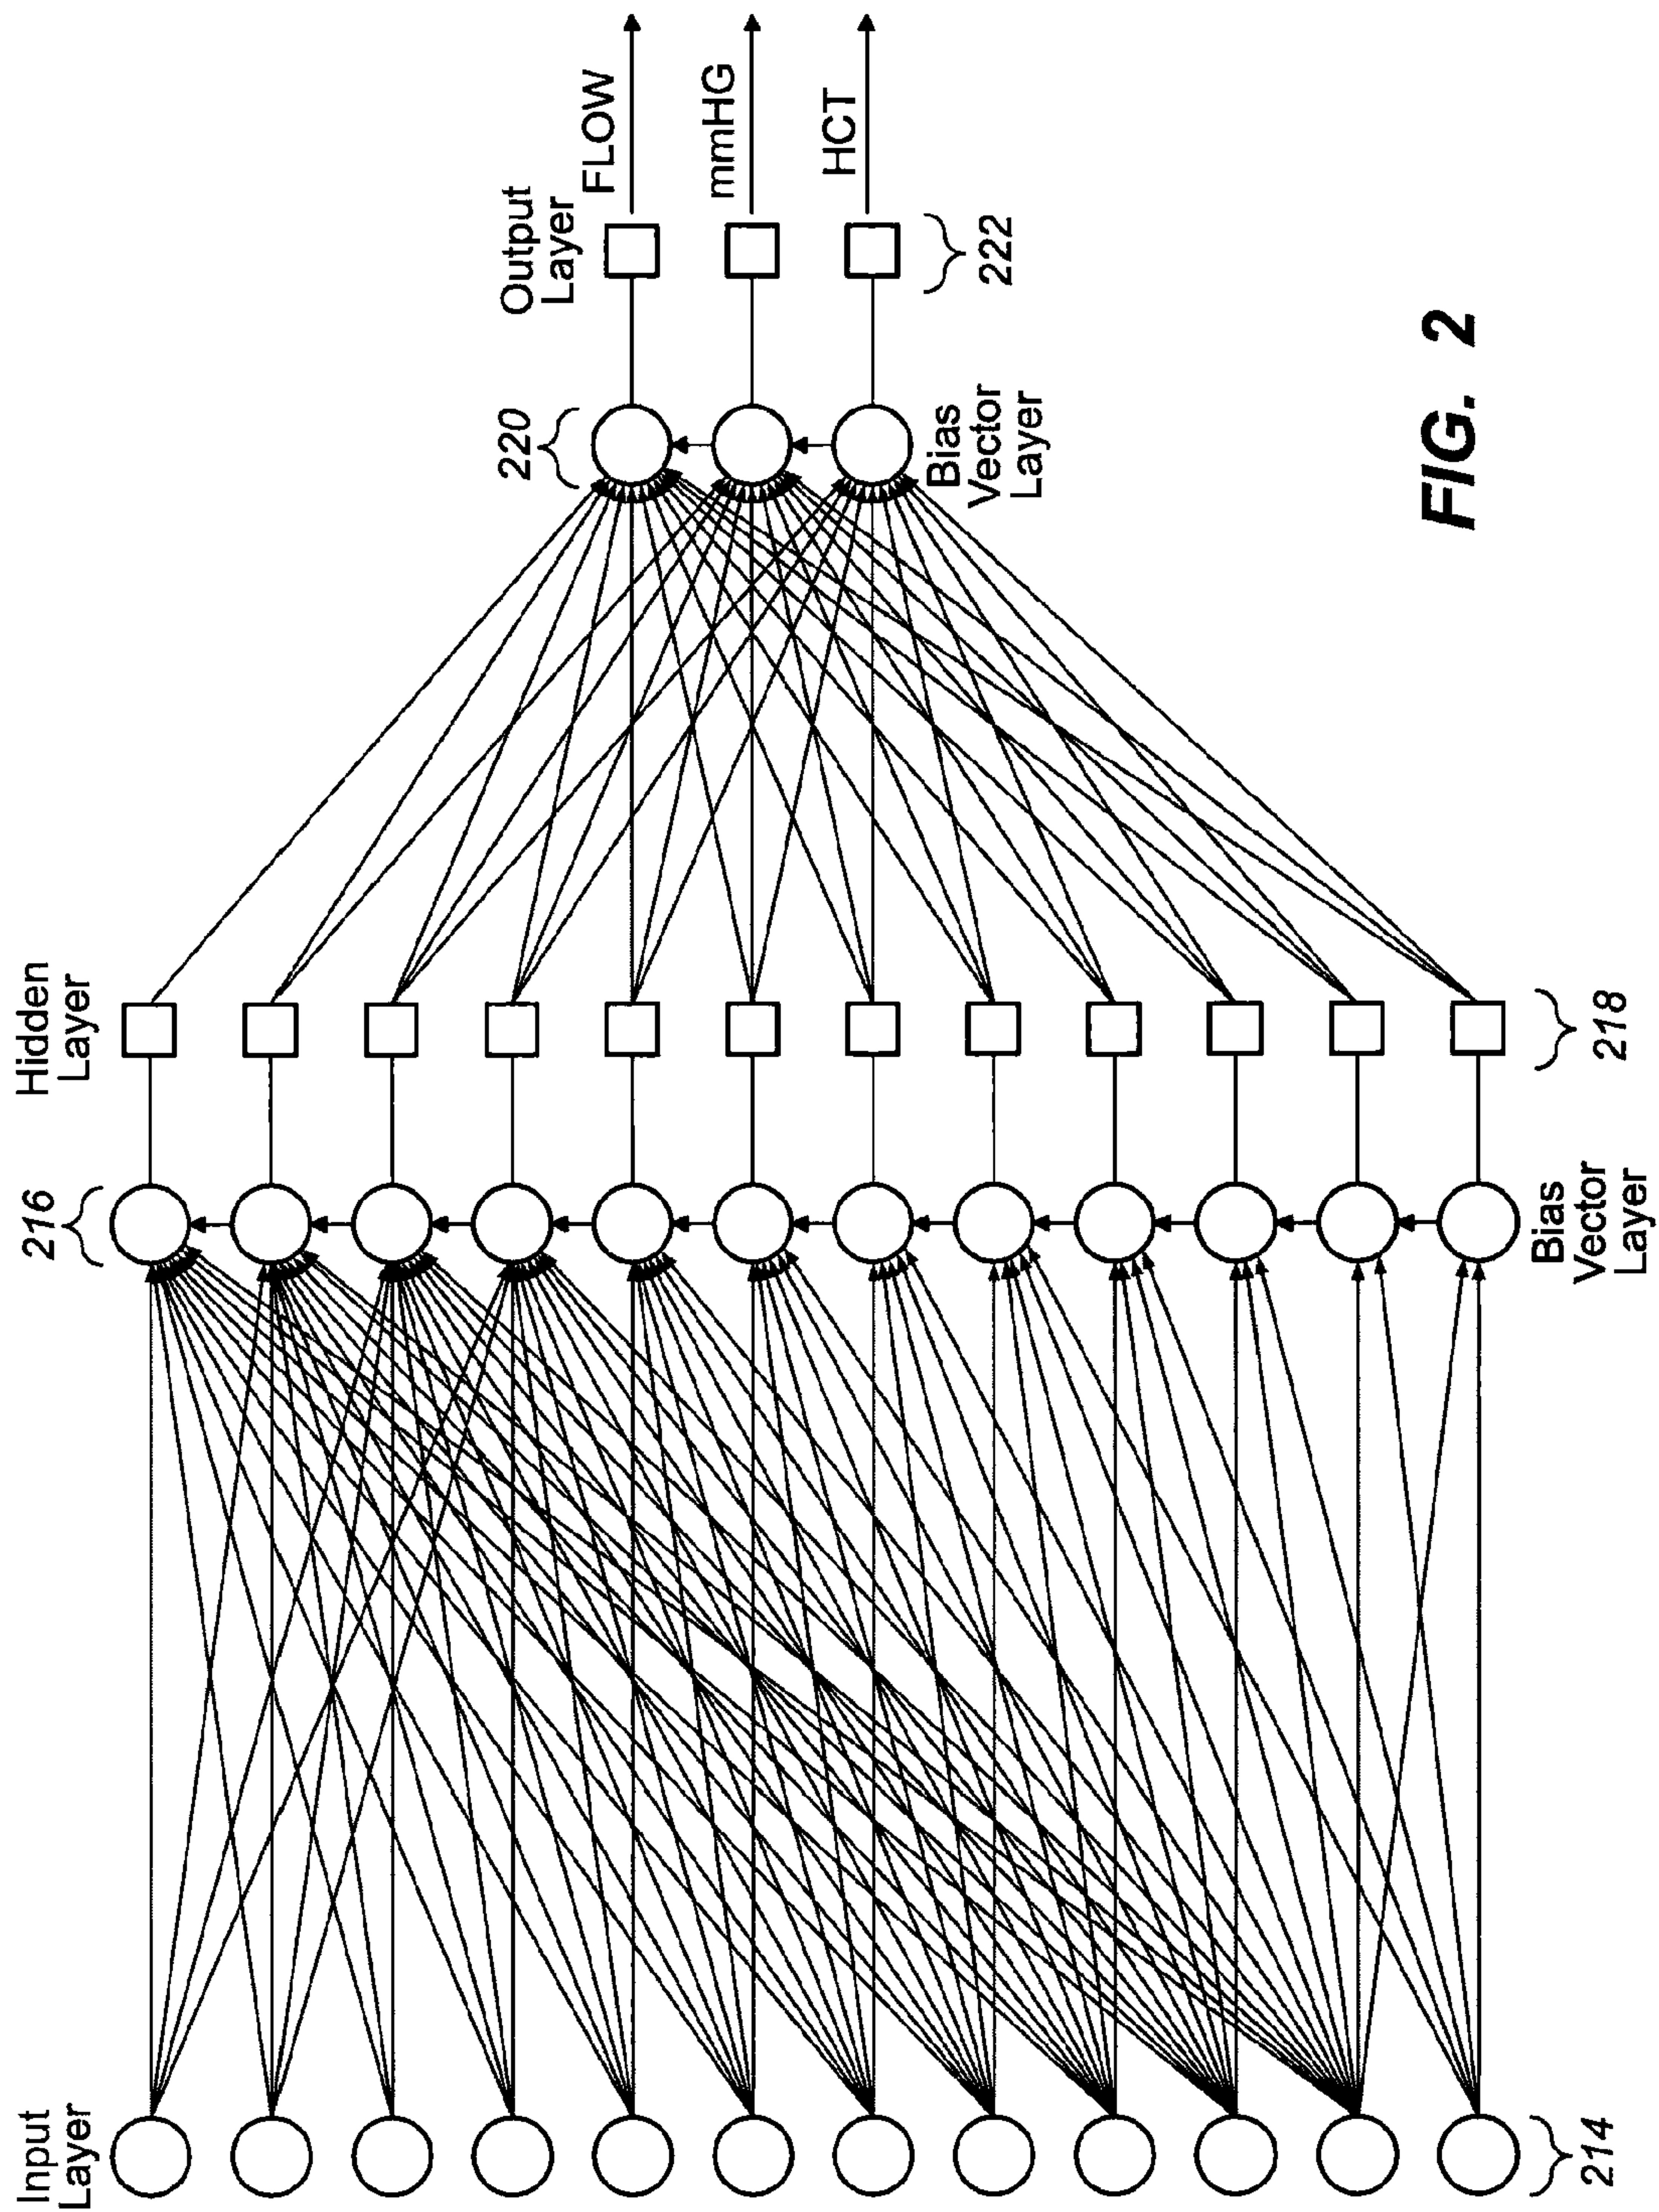 Input
Layer
214
216
Bias
Vector
Layer
Hidden
Layer
218
220
Bias
Vector
Layer
Output
Layer
222
FLOW
mmHG
HCT
FIG. 2